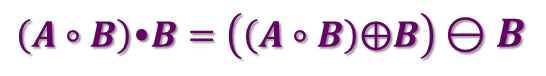 (A ∘ B)•B = ((A ∘ B)⊕B) ⊖ B